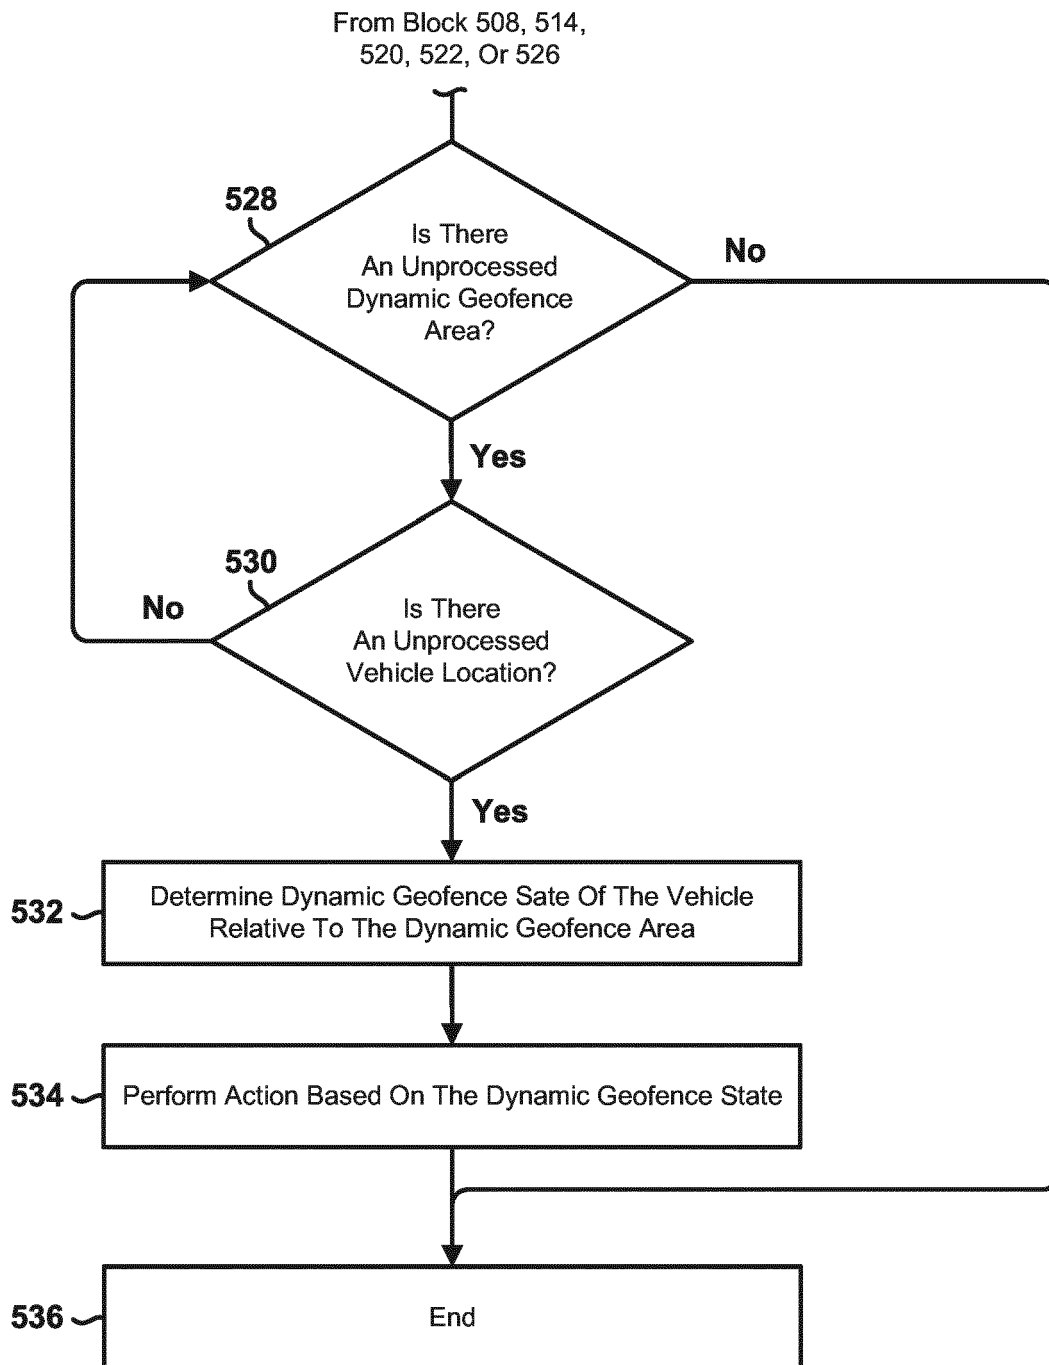 From Block 508, 514,
520, 522, Or 526
528
Is There
An Unprocessed
Dynamic Geofence
Area?
No
Yes
530
No
Is There
An Unprocessed
Vehicle Location?
Yes
532
Determine Dynamic Geofence Sate Of The Vehicle
Relative To The Dynamic Geofence Area
534
Perform Action Based On The Dynamic Geofence State
536
End